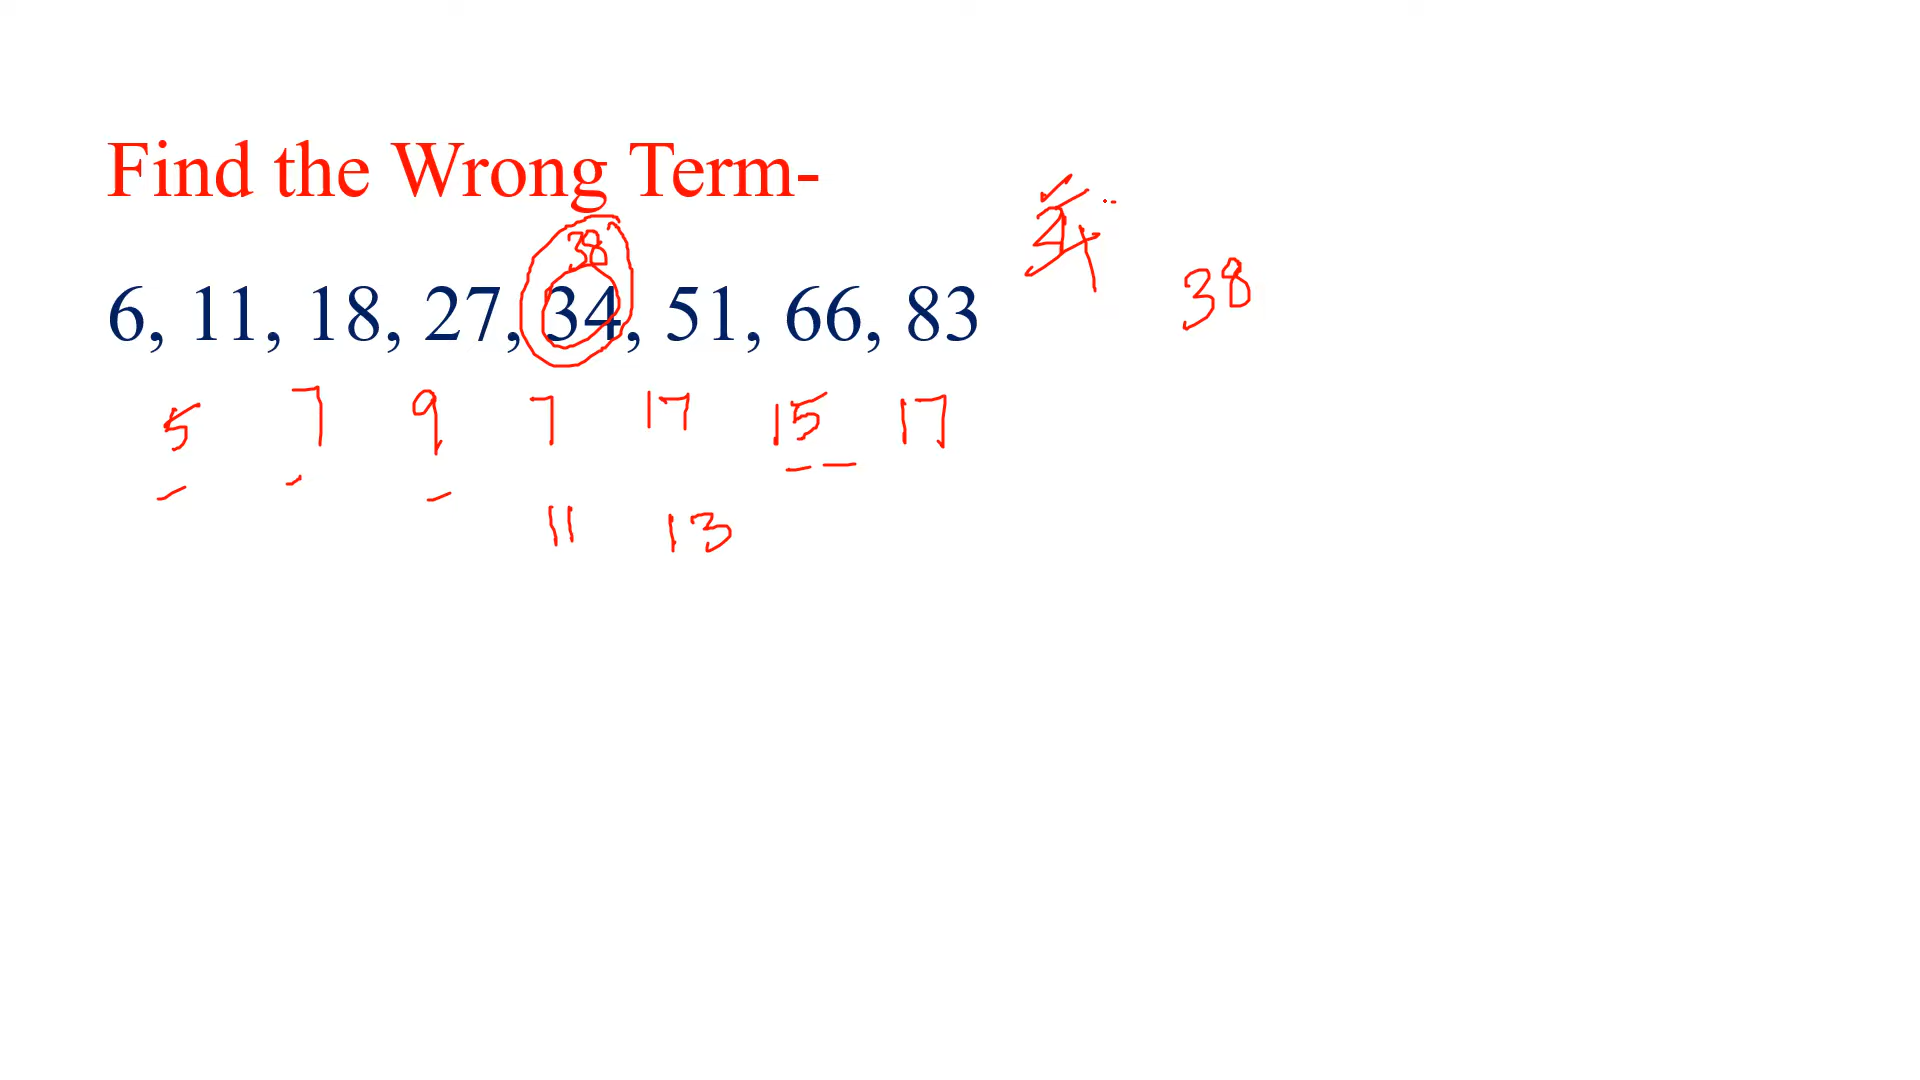 Find the Wrong Term-
38
6, 11, 18, 27, 34, 51, 66, 83
38
5 7 9 7 17 15 17
11 13